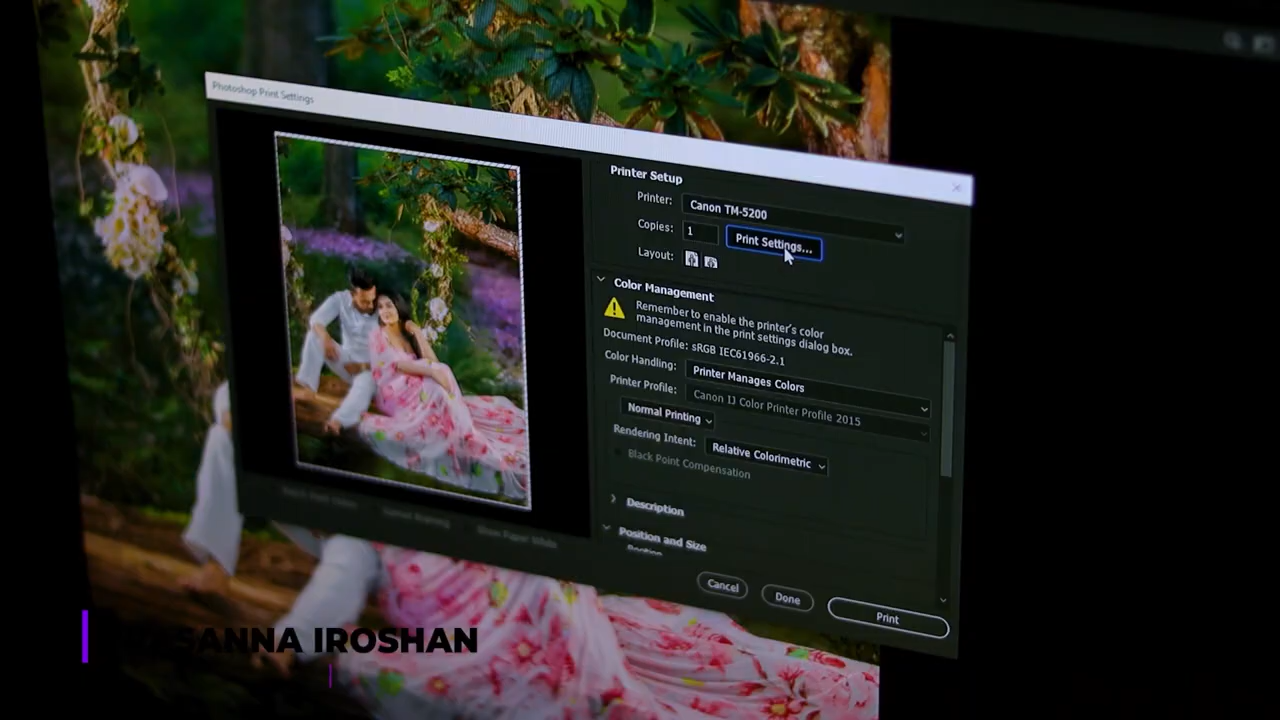 Photoshop Print Settings
Printer Setup
Printer: Canon TM-5200
Copies: 1 Print Settings...
Layout:
Color Management
Remember to enable the printer's color
management in the print settings dialog box.
Document Profile: sRGB IEC61966-2.1
Color Handling: Printer Manages Colors
Printer Profile: Canon IJ Color Printer Profile 2015
Normal Printing
Rendering Intent: Relative Colorimetric
Black Point Compensation
Description
Position and Size
Cancel Done Print
IROSHAN